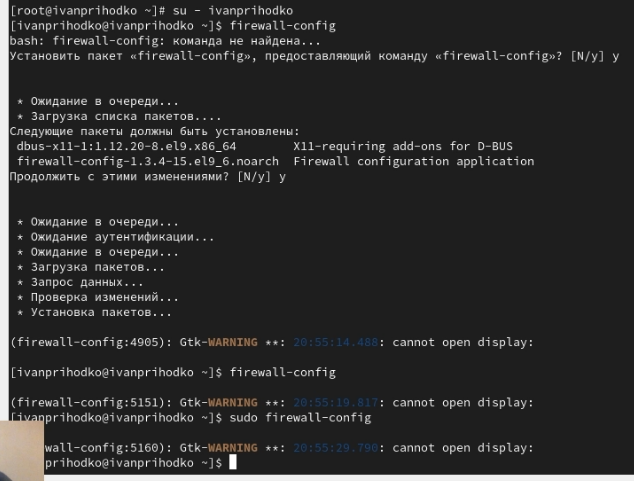 [root@ivanprihodko ~]# su - ivanprihodko
[ivanprihodko@ivanprihodko ~]$ firewall-config
bash: firewall-config: команда не найдена...
Установить пакет «firewall-config», предоставляющий команду «firewall-config»? [N/y] y
* Ожидание в очереди...
* Загрузка списка пакетов....
Следующие пакеты должны быть установлены:
dbus-x11-1:1.12.20-8.el9.x86_64 X11-requiring add-ons for D-BUS
firewall-config-1.3.4-15.el9_6.noarch Firewall configuration application
Продолжить с этими изменениями? [N/y] y
* Ожидание в очереди...
* Ожидание аутентификации...
* Ожидание в очереди...
* Загрузка пакетов...
* Запрос данных...
* Проверка изменений...
* Установка пакетов...
(firewall-config:4905): Gtk-WARNING **: 20:55:14.488: cannot open display:
[ivanprihodko@ivanprihodko ~]$ firewall-config
(firewall-config:5151): Gtk-WARNING **: 20:55:19.817: cannot open display:
[ivanprihodko@ivanprihodko ~]$ sudo firewall-config
wall-config:5160): Gtk-WARNING **: 20:55:29.790: cannot open display:
prihodko@ivanprihodko ~]$